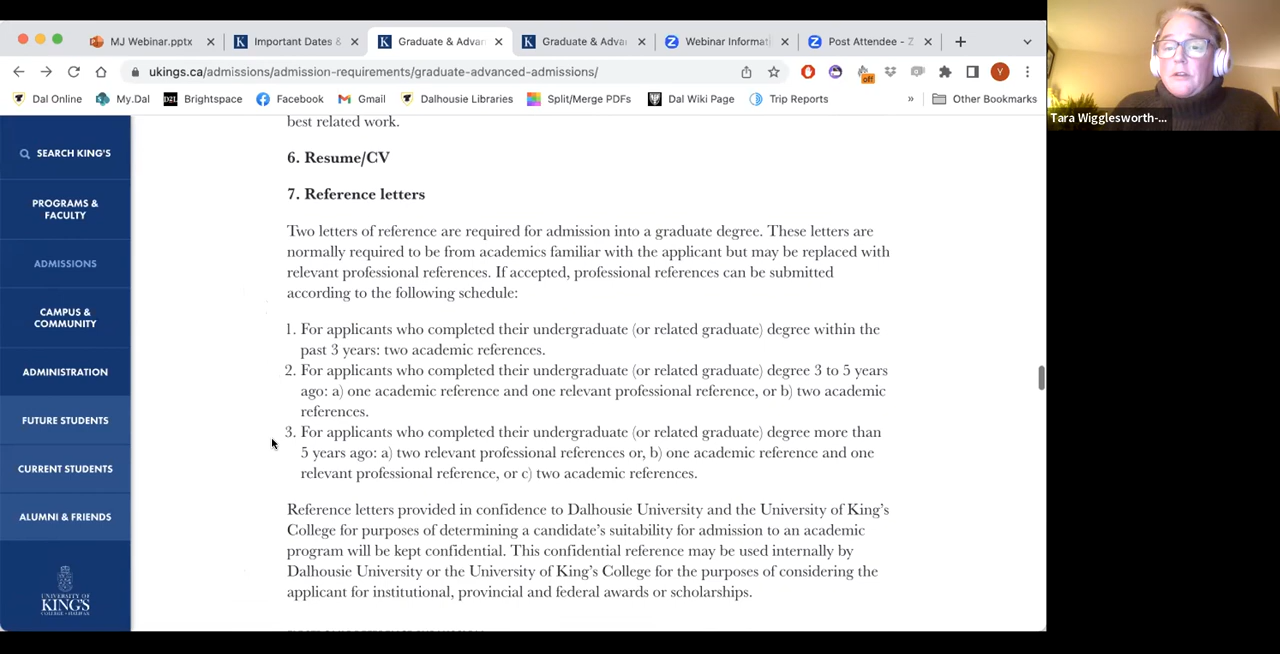 MJ Webinar.pptx
Important Dates &
Graduate & Advan
Graduate & Advan
Webinar Informat
Post Attendee - Z
ukings.ca/admissions/admission-requirements/graduate-advanced-admissions/
off
Y
Dal Online
My.Dal
D2L
Brightspace
Facebook
Gmail
Dalhousie Libraries
Split/Merge PDFs
Dal Wiki Page
Trip Reports
»
Other Bookmarks
Tara Wigglesworth-...
SEARCH KING'S
PROGRAMS &
FACULTY
ADMISSIONS
CAMPUS &
COMMUNITY
ADMINISTRATION
FUTURE STUDENTS
CURRENT STUDENTS
ALUMNI & FRIENDS
UNIVERSITY OF
KING'S
best related work.
6. Resume/CV
7. Reference letters
Two letters of reference are required for admission into a graduate degree. These letters are
normally required to be from academics familiar with the applicant but may be replaced with
relevant professional references. If accepted, professional references can be submitted
according to the following schedule:
1. For applicants who completed their undergraduate (or related graduate) degree within the
past 3 years: two academic references.
2. For applicants who completed their undergraduate (or related graduate) degree 3 to 5 years
ago: a) one academic reference and one relevant professional reference, or b) two academic
references.
3. For applicants who completed their undergraduate (or related graduate) degree more than
5 years ago: a) two relevant professional references or, b) one academic reference and one
relevant professional reference, or c) two academic references.
Reference letters provided in confidence to Dalhousie University and the University of King's
College for purposes of determining a candidate's suitability for admission to an academic
program will be kept confidential. This confidential reference may be used internally by
Dalhousie University or the University of King's College for the purposes of considering the
applicant for institutional, provincial and federal awards or scholarships.